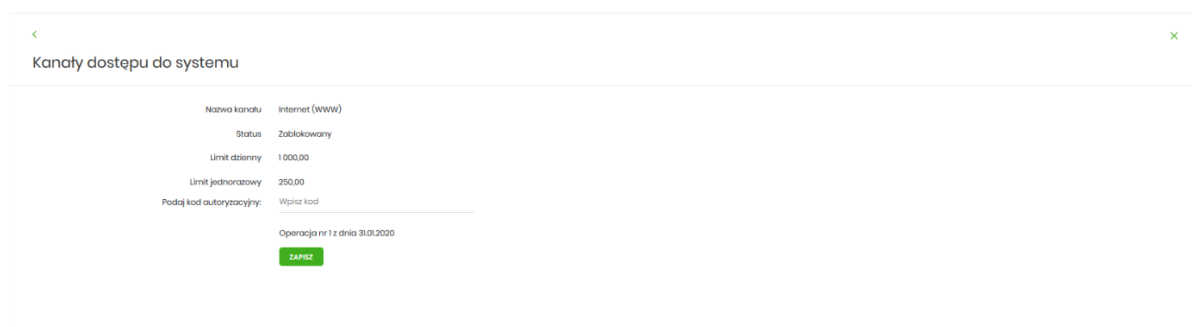 Kanały dostępu do systemu
Nazwa kanału Internet (WWW)
Status Zablokowany
Limit dzienny 1 000,00
Limit jednorazowy 250,00
Podaj kod autoryzacyjny: Wpisz kod
Operacja nr 1 z dnia 31.01.2020
ZAPISZ